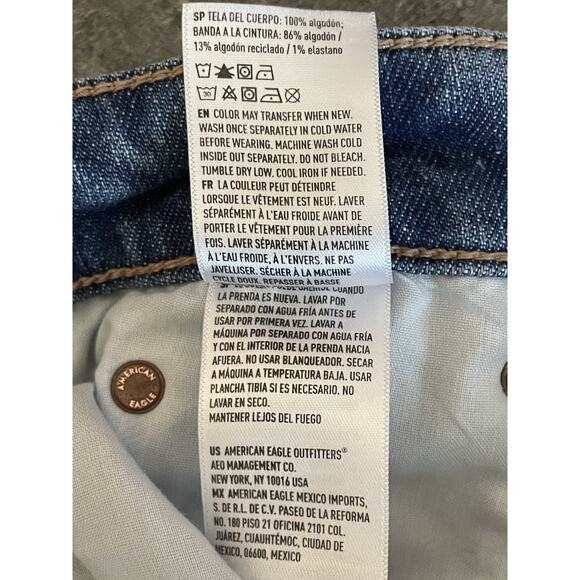 SP TELA DEL CUERPO: 100% algodón;
BANDA A LA CINTURA: 86% algodón /
13% algodón reciclado / 1% elastano
30
EN COLOR MAY TRANSFER WHEN NEW.
WASH ONCE SEPARATELY IN COLD WATER
BEFORE WEARING. MACHINE WASH COLD
INSIDE OUT SEPARATELY. DO NOT BLEACH.
TUMBLE DRY LOW. COOL IRON IF NEEDED.
FR LA COULEUR PEUT DÉTEINDRE
LORSQUE LE VÊTEMENT EST NEUF. LAVER
SÉPARÉMENT À L'EAU FROIDE AVANT DE
PORTER LE VÊTEMENT POUR LA PREMIÈRE
FOIS. LAVER SÉPARÉMENT À LA MACHINE
À L'EAU FROIDE, À L'ENVERS. NE PAS
JAVELLISER. SÉCHER À LA MACHINE
CYCLE DOUX. REPASSER À BASSE
CUANDO
LA PRENDA ES NUEVA. LAVAR POR
SEPARADO CON AGUA FRÍA ANTES DE
USAR POR PRIMERA VEZ. LAVAR A
MÁQUINA POR SEPARADO CON AGUA FRÍA
Y CON EL INTERIOR DE LA PRENDA HACIA
AFUERA. NO USAR BLANQUEADOR. SECAR
A MÁQUINA A TEMPERATURA BAJA. USAR
PLANCHA TIBIA SI ES NECESARIO. NO
LAVAR EN SECO.
MANTENER LEJOS DEL FUEGO
US AMERICAN EAGLE OUTFITTERS®
AEO MANAGEMENT CO.
NEW YORK, NY 10016 USA
MX AMERICAN EAGLE MEXICO IMPORTS,
S. DE R.L. DE C.V. PASEO DE LA REFORMA
NO. 180 PISO 21 OFICINA 2101 COL.
JUÁREZ, CUAUHTÉMOC, CIUDAD DE
MÉXICO, 06600, MEXICO
AMERICAN
EAGLE